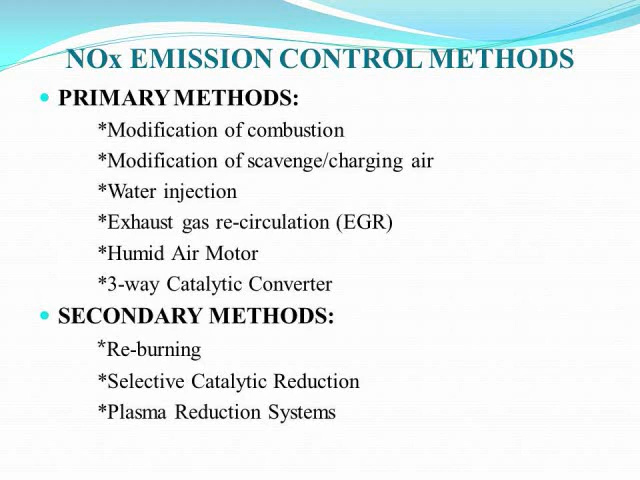 NOx EMISSION CONTROL METHODS
• PRIMARY METHODS:
*Modification of combustion
*Modification of scavenge/charging air
*Water injection
*Exhaust gas re-circulation (EGR)
*Humid Air Motor
*3-way Catalytic Converter
• SECONDARY METHODS:
*Re-burning
*Selective Catalytic Reduction
*Plasma Reduction Systems